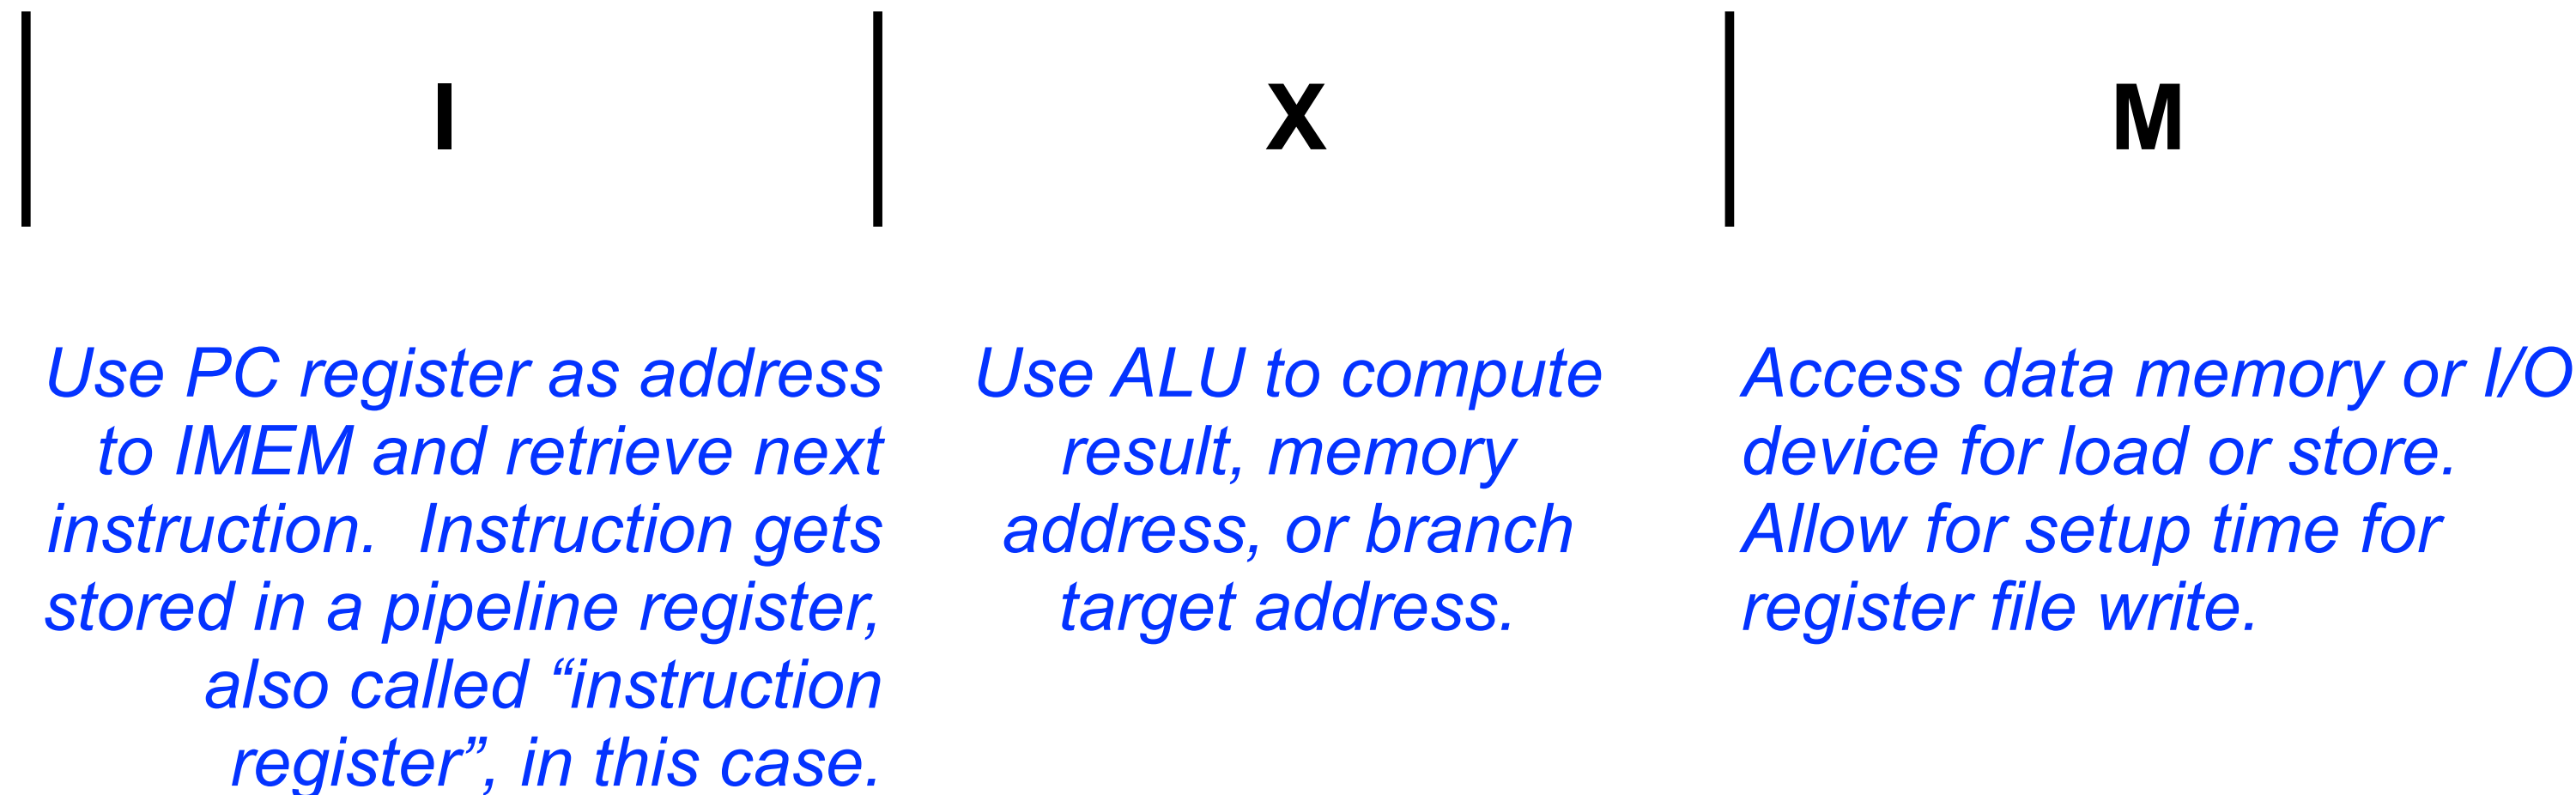 I
X
M
Use PC register as address
to IMEM and retrieve next
instruction.  Instruction gets
stored in a pipeline register,
also called “instruction
register”, in this case.
Use ALU to compute
result, memory
address, or branch
target address.
Access data memory or I/O
device for load or store.
Allow for setup time for
register file write.